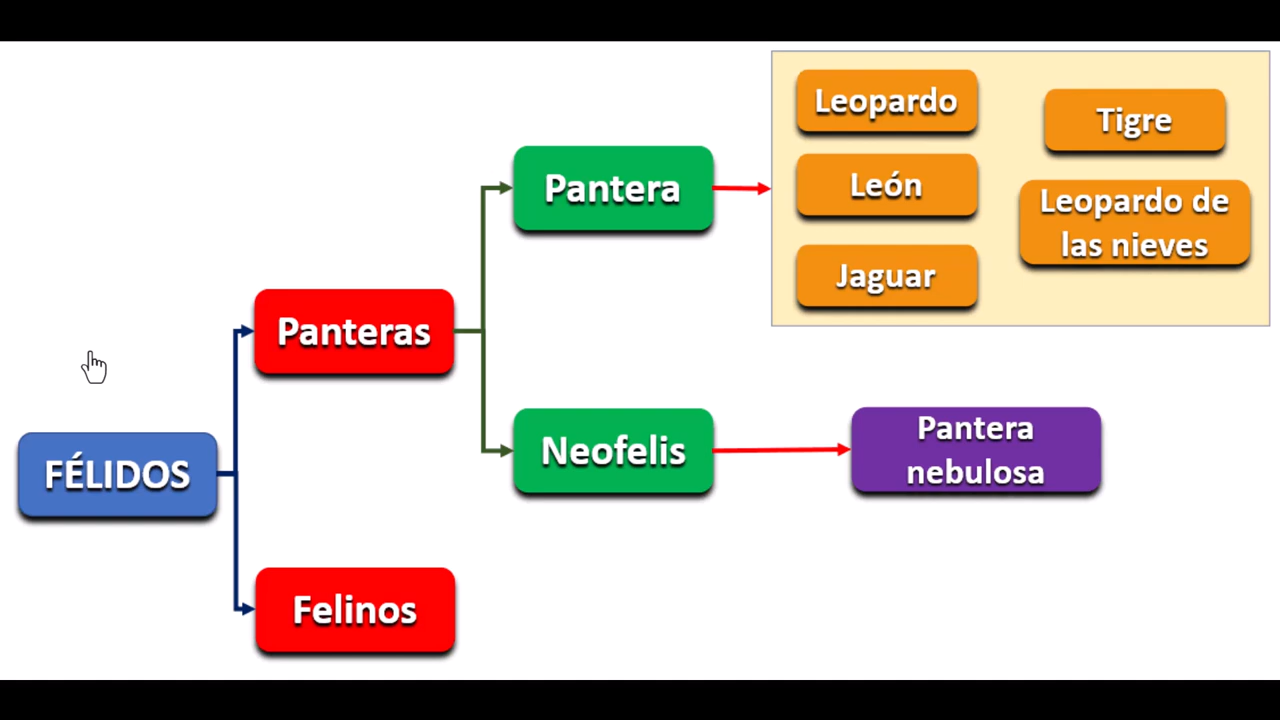 Leopardo
Tigre
Pantera
León
Leopardo de
las nieves
Jaguar
Panteras
FÉLIDOS
Neofelis
Pantera
nebulosa
Felinos